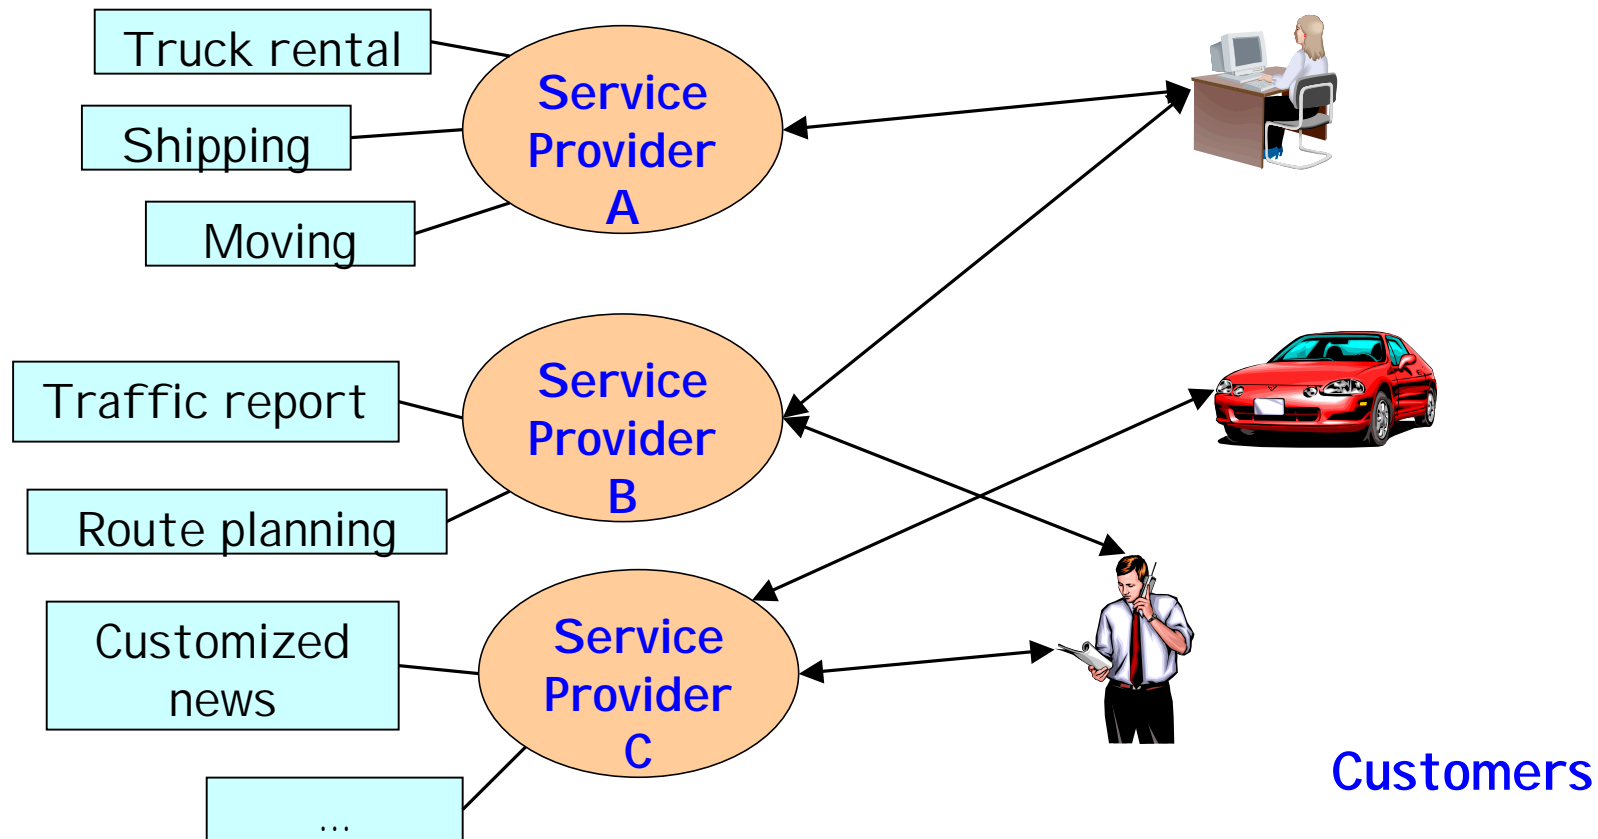 Truck rental
Shipping
Moving
Service
Provider
A
Traffic report
Route planning
Service
Provider
B
Customized
news
...
Service
Provider
C
Customers